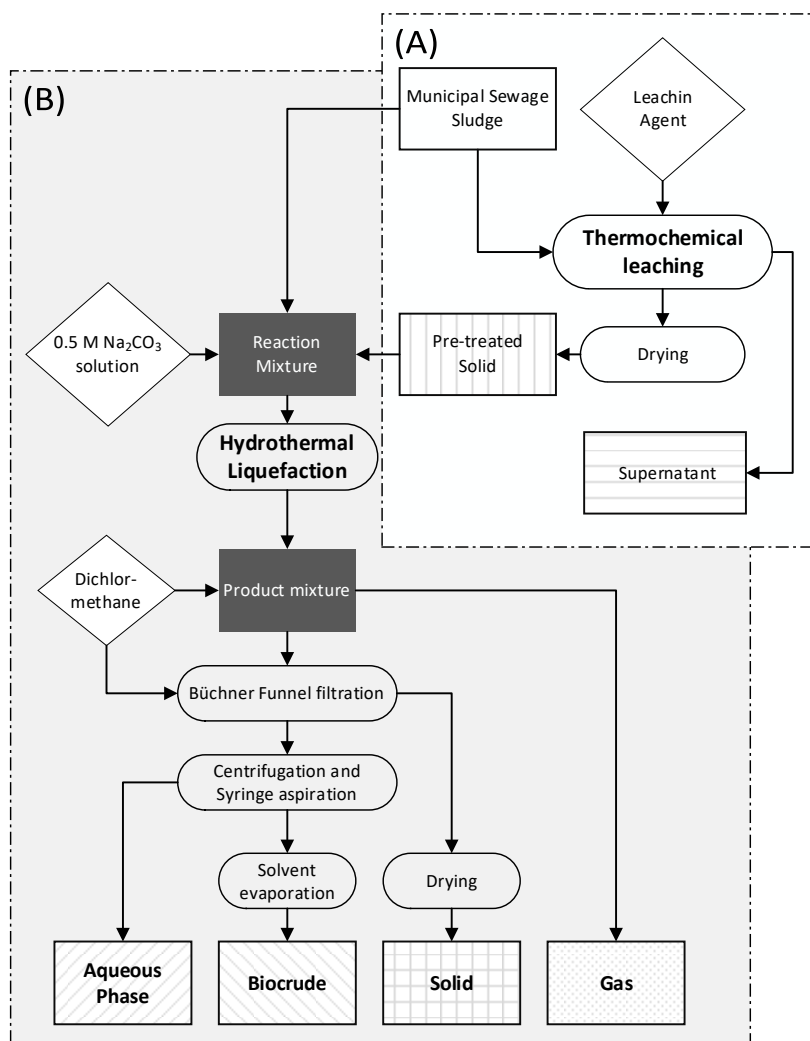 (A)
(B)
Municipal Sewage
Sludge
Leachin
Agent
Thermochemical
leaching
0.5 M Na₂CO₃
solution
Reaction
Mixture
Pre-treated
Solid
Drying
Hydrothermal
Liquefaction
Supernatant
Dichlor-
methane
Product mixture
Büchner Funnel filtration
Centrifugation and
Syringe aspiration
Solvent
evaporation
Drying
Aqueous
Phase
Biocrude
Solid
Gas